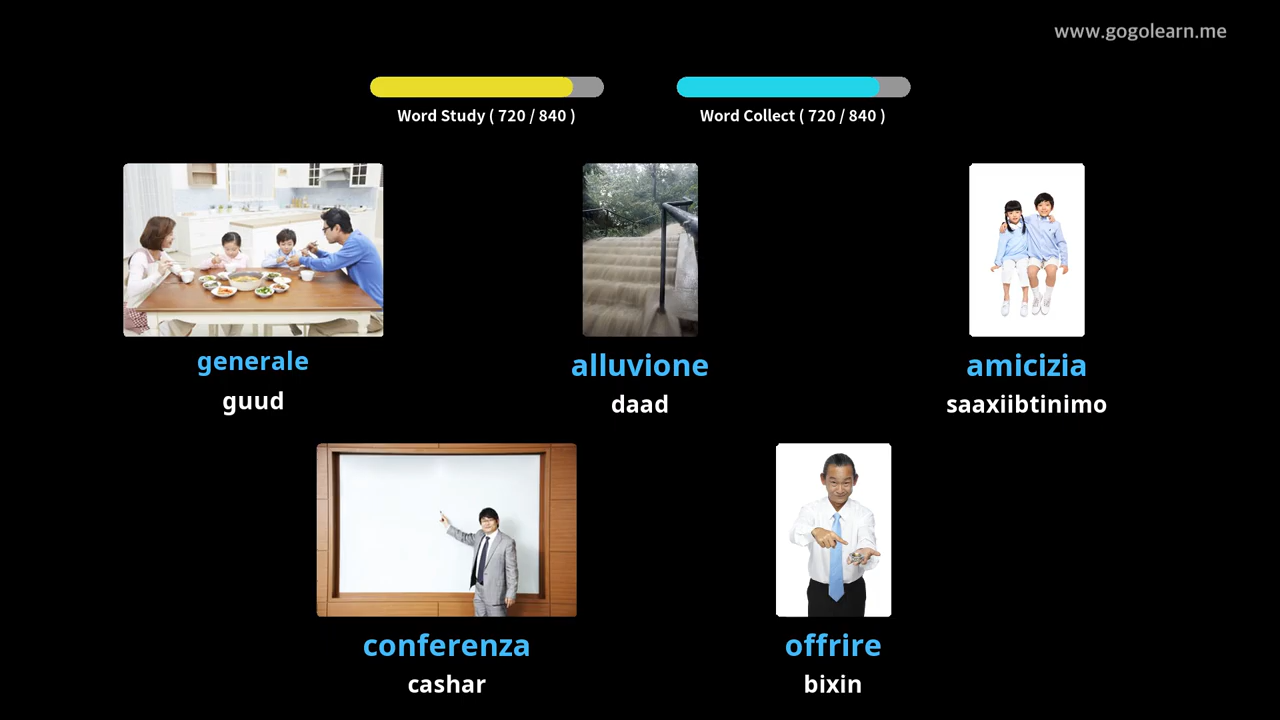 www.gogolearn.me
Word Study ( 720 / 840 )
Word Collect ( 720 / 840 )
generale
guud
alluvione
daad
amicizia
saaxiibtinimo
conferenza
cashar
offrire
bixin